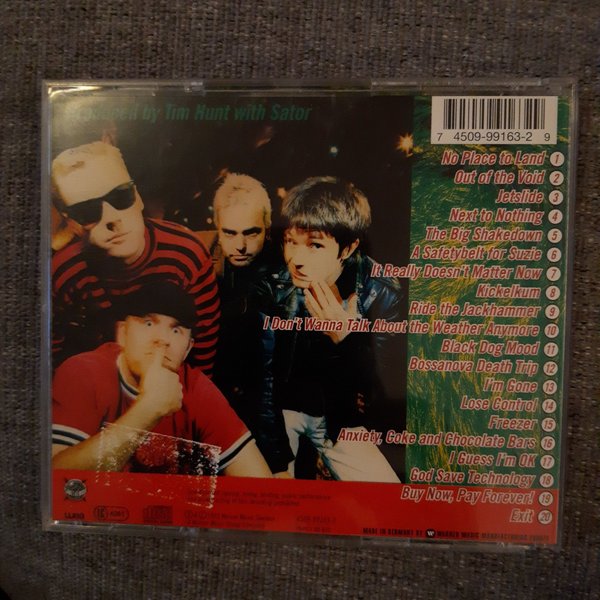 Produced by Tim Hunt with Sator
7 45099-99163-2 9
No Place to Land 1
Out of the Void 2
Jetslide 3
Next to Nothing 4
The Big Shakedown 5
A Safetybelt for Suzie 6
It Really Doesn't Matter Now 7
Kickelkum 8
Ride the Jackhammer 9
I Don't Wanna Talk About the Weather Anymore 10
Black Dog Mood 11
Bossanova Death Trip 12
I'm Gone 13
Lose Control 14
Freezer 15
Anxiety, Coke and Chocolate Bars 16
I Guess I'm OK 17
God Save Technology 18
Buy Now, Pay Forever! 19
Exit 20
MADE IN GERMANY BY WARNER MUSIC MANUFACTURING EUROPE